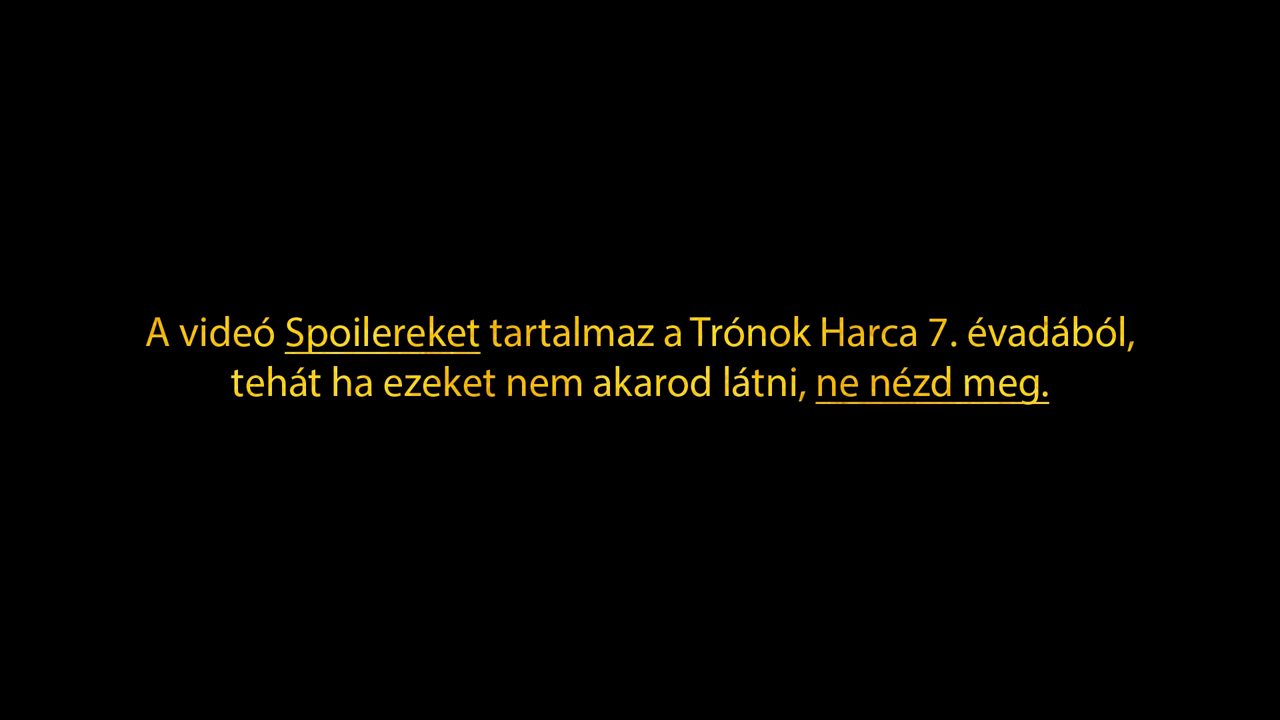 A videó Spoilereket tartalmaz a Trónok Harca 7. évadából,
tehát ha ezeket nem akarod látni, ne nézd meg.